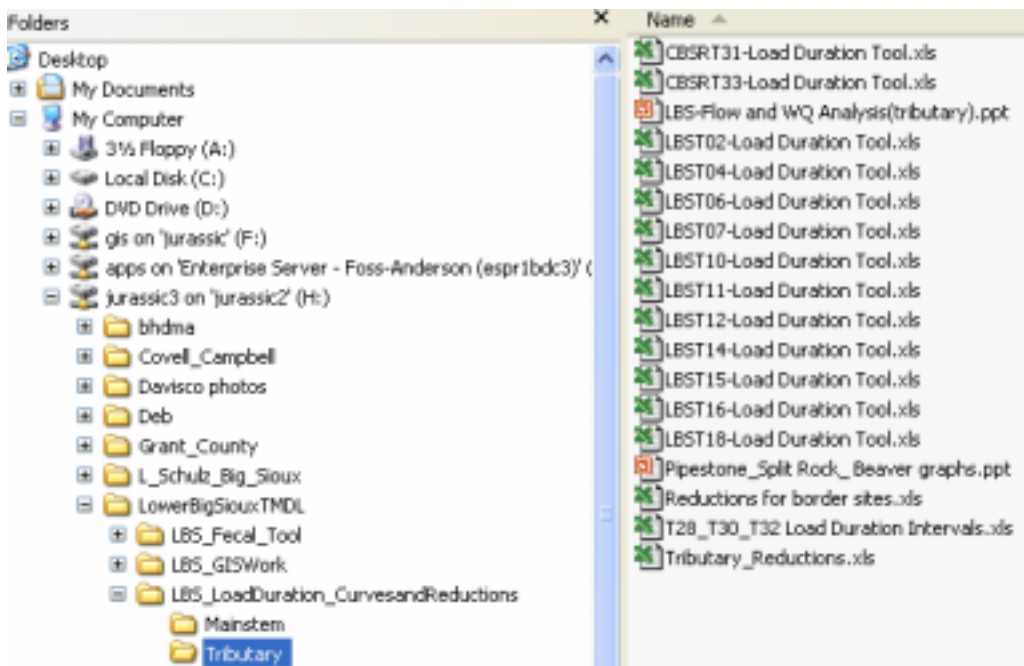 Folders
Desktop
My Documents
My Computer
3½ Floppy (A:)
Local Disk (C:)
DVD Drive (D:)
gis on 'jurassic' (F:)
apps on 'Enterprise Server - Foss-Anderson (espr1bdc3)' (
jurassic3 on 'jurassic2' (H:)
bhdma
Covell_Campbell
Davisco photos
Deb
Grant_County
L_Schulz_Big_Sioux
LowerBigSiouxTMDL
LBS_Fecal_Tool
LBS_GISWork
LBS_LoadDuration_CurvesandReductions
Mainstem
Tributary
Name
CBSRT31-Load Duration Tool.xls
CBSRT33-Load Duration Tool.xls
LBS-Flow and WQ Analysis(tributary).ppt
LBST02-Load Duration Tool.xls
LBST04-Load Duration Tool.xls
LBST06-Load Duration Tool.xls
LBST07-Load Duration Tool.xls
LBST10-Load Duration Tool.xls
LBST11-Load Duration Tool.xls
LBST12-Load Duration Tool.xls
LBST14-Load Duration Tool.xls
LBST15-Load Duration Tool.xls
LBST16-Load Duration Tool.xls
LBST18-Load Duration Tool.xls
Pipestone_Split Rock_Beaver graphs.ppt
Reductions for border sites.xls
T28_T30_T32 Load Duration Intervals.xls
Tributary_Reductions.xls